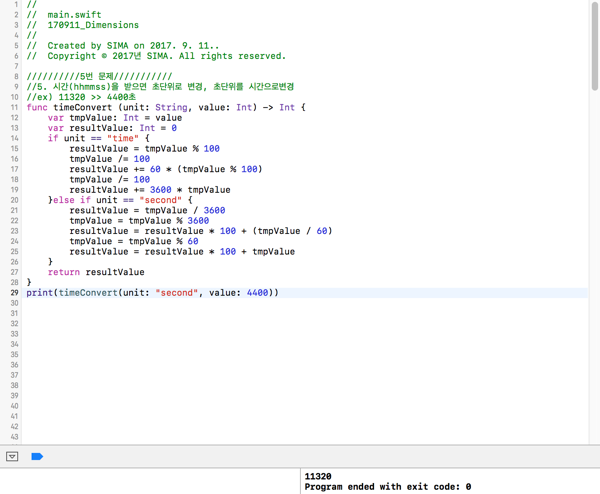 1 //
2 //  main.swift
3 //  170911_Dimensions
4 //
5 //  Created by SIMA on 2017. 9. 11..
6 //  Copyright © 2017년 SIMA. All rights reserved.
7
8 //////////5번 문제///////////
9 //5. 시간(hhmmss)을 받으면 초단위로 변경, 초단위를 시간으로변경
10 //ex) 11320 >> 4400초
11 func timeConvert (unit: String, value: Int) -> Int {
12     var tmpValue: Int = value
13     var resultValue: Int = 0
14     if unit == "time" {
15         resultValue = tmpValue % 100
16         tmpValue /= 100
17         resultValue += 60 * (tmpValue % 100)
18         tmpValue /= 100
19         resultValue += 3600 * tmpValue
20     }else if unit == "second" {
21         resultValue = tmpValue / 3600
22         tmpValue = tmpValue % 3600
23         resultValue = resultValue * 100 + (tmpValue / 60)
24         tmpValue = tmpValue % 60
25         resultValue = resultValue * 100 + tmpValue
26     }
27     return resultValue
28 }
29 print(timeConvert(unit: "second", value: 4400))
30
31
32
33
34
35
36
37
38
39
40
41
42
43
11320
Program ended with exit code: 0